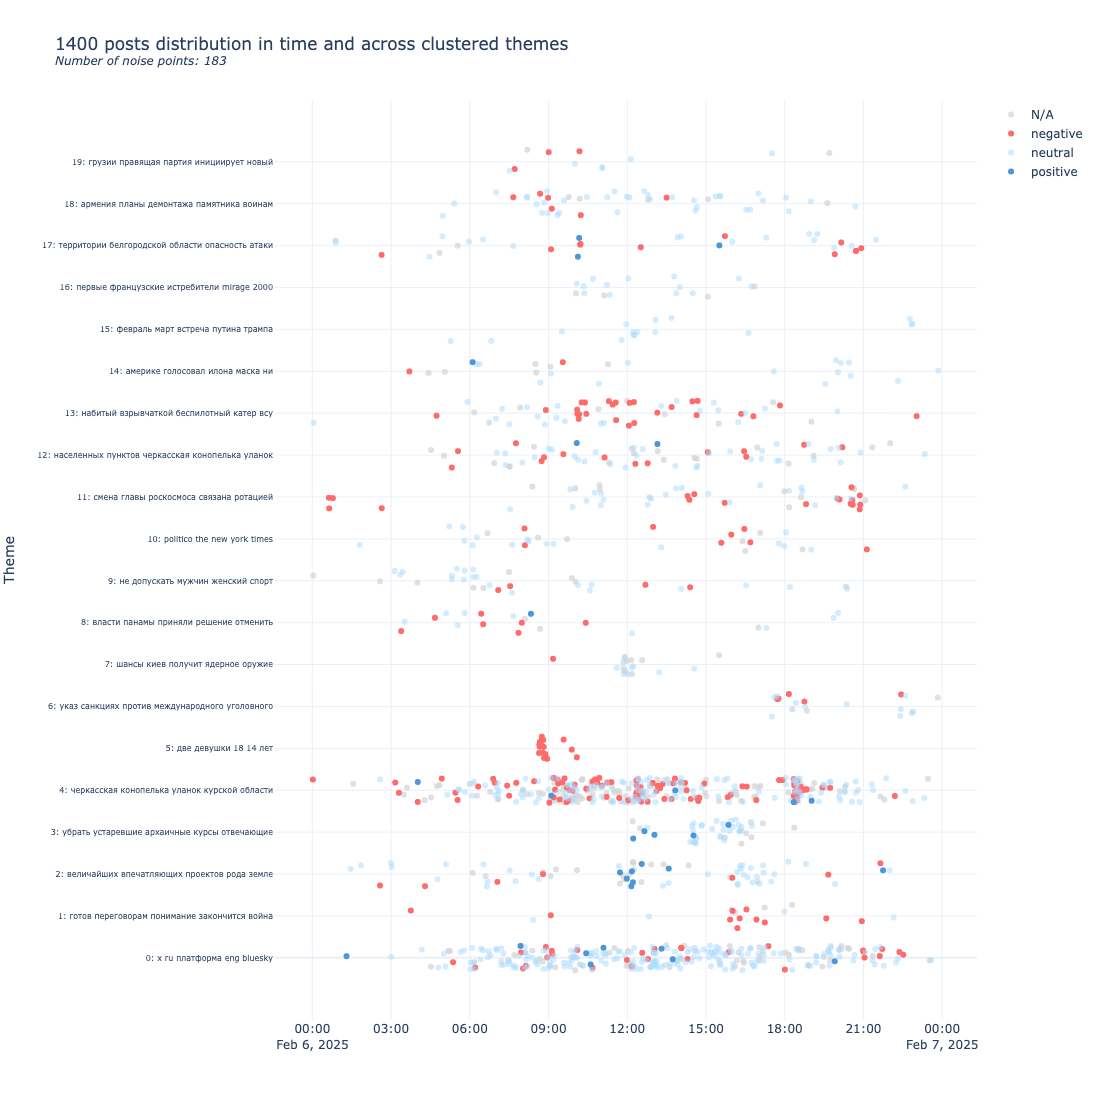 1400 posts distribution in time and across clustered themes
Number of noise points: 183
N/A
negative
neutral
positive
Theme
19: грузии правящая партия инициирует новый
18: армения планы демонтажа памятника воинам
17: территории белгородской области опасность атаки
16: первые французские истребители mirage 2000
15: февраль март встреча путина трампа
14: америке голосовал илона маска ни
13: набитый взрывчаткой беспилотный катер всу
12: населенных пунктов черкасская конопелька уланок
11: смена главы роскосмоса связана ротацией
10: politico the new york times
9: не допускать мужчин женский спорт
8: власти панамы приняли решение отменить
7: шансы киев получит ядерное оружие
6: указ санкциях против международного уголовного
5: две девушки 18 14 лет
4: черкасская конопелька уланок курской области
3: убрать устаревшие архаичные курсы отвечающие
2: величайших впечатляющих проектов рода земле
1: готов переговорам понимание закончится война
0: x ru платформа eng bluesky
00:00 03:00 06:00 09:00 12:00 15:00 18:00 21:00 00:00
Feb 6, 2025 Feb 7, 2025